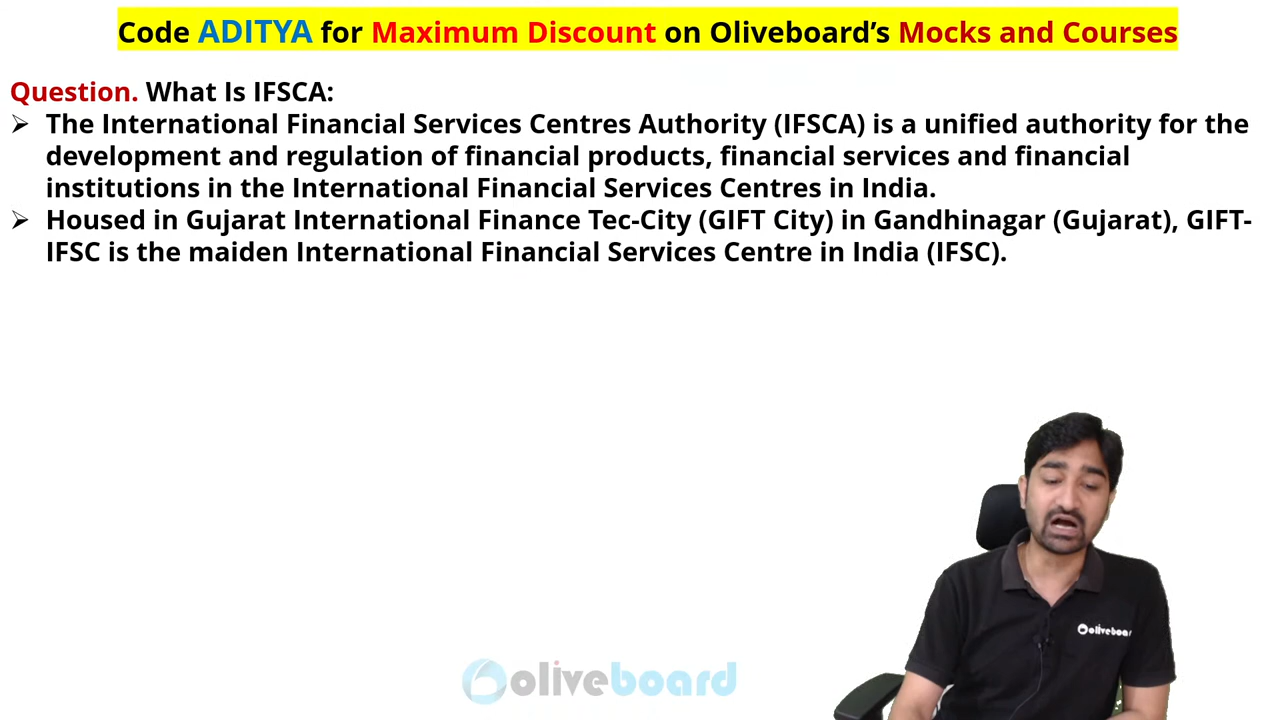 Code ADITYA for Maximum Discount on Oliveboard’s Mocks and Courses
Question. What Is IFSCA:
➢ The International Financial Services Centres Authority (IFSCA) is a unified authority for the
development and regulation of financial products, financial services and financial
institutions in the International Financial Services Centres in India.
➢ Housed in Gujarat International Finance Tec-City (GIFT City) in Gandhinagar (Gujarat), GIFT-
IFSC is the maiden International Financial Services Centre in India (IFSC).
oliveboard
oliveboard